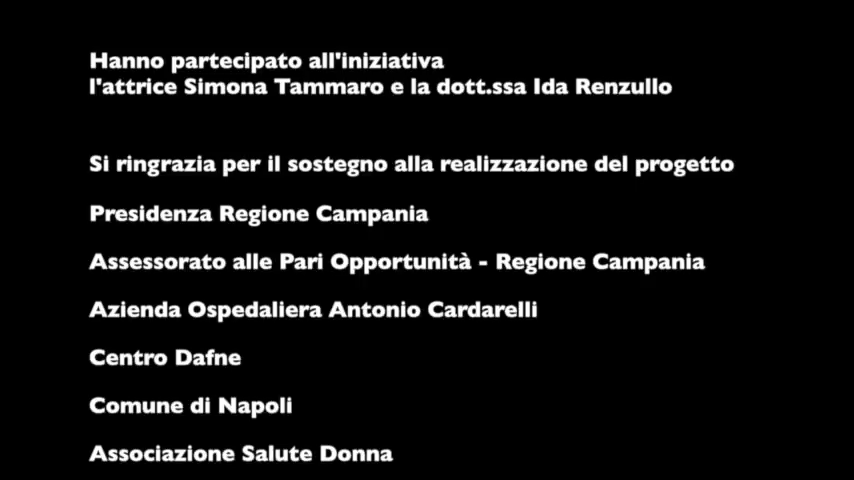 Hanno partecipato all'iniziativa
l'attrice Simona Tammaro e la dott.ssa Ida Renzullo
Si ringrazia per il sostegno alla realizzazione del progetto
Presidenza Regione Campania
Assessorato alle Pari Opportunità - Regione Campania
Azienda Ospedaliera Antonio Cardarelli
Centro Dafne
Comune di Napoli
Associazione Salute Donna